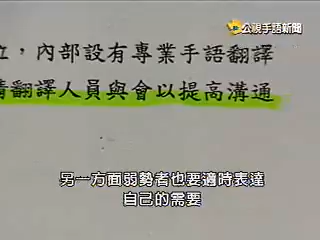 公視手語新聞
立，內部設有專業手語翻譯
請翻譯人員與會以提高溝通
另一方面弱勢者也要適時表達
自己的需要